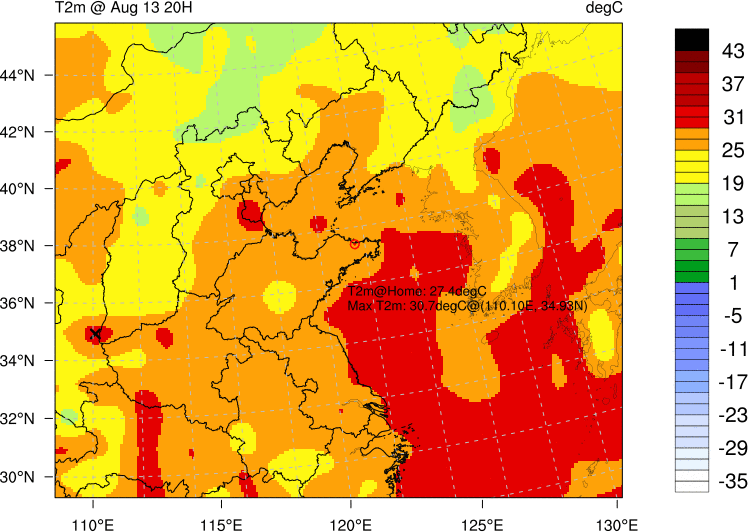 T2m @ Aug 13 20H
degC
44°N
42°N
40°N
38°N
36°N
34°N
32°N
30°N
T2m@Home: 27.4degC
Max T2m: 30.7degC@(110.10E, 34.93N)
110°E
115°E
120°E
125°E
130°E
43
37
31
25
19
13
7
1
-5
-11
-17
-23
-29
-35